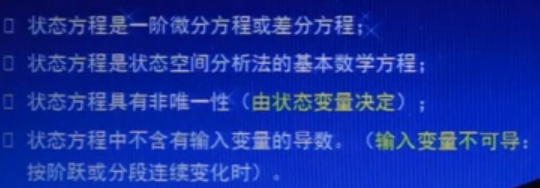 状态方程是一阶微分方程或差分方程；
状态方程是状态空间分析法的基本数学方程；
状态方程具有非唯一性（由状态变量决定）；
状态方程中不含有输入变量的导数。（输入变量不可导：
按阶跃或分段连续变化时）。